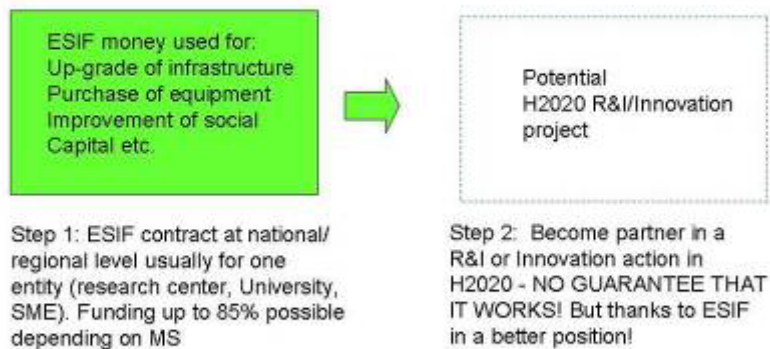 ESIF money used for:
Up-grade of infrastructure
Purchase of equipment
Improvement of social
Capital etc.
Potential
H2020 R&I/Innovation
project
Step 1: ESIF contract at national/
regional level usually for one
entity (research center, University,
SME). Funding up to 85% possible
depending on MS
Step 2:  Become partner in a
R&I or Innovation action in
H2020 - NO GUARANTEE THAT
IT WORKS! But thanks to ESIF
in a better position!